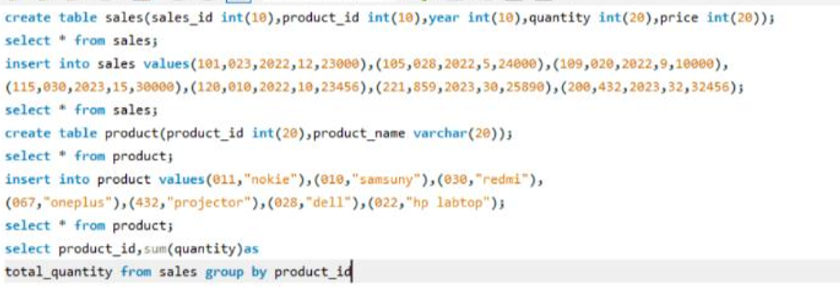 create table sales(sales_id int(10),product_id int(10),year int(10),quantity int(20),price int(20));
select * from sales;
insert into sales values(101,023,2022,12,23000),(105,028,2022,5,24000),(109,020,2022,9,10000),
(115,030,2023,15,30000),(120,010,2022,10,23456),(221,859,2023,30,25890),(200,432,2023,32,32456);
select * from sales;
create table product(product_id int(20),product_name varchar(20));
select * from product;
insert into product values(011,"nokie"),(010,"samsuny"),(030,"redmi"),
(067,"oneplus"),(432,"projector"),(028,"dell"),(022,"hp labtop");
select * from product;
select product_id,sum(quantity)as
total_quantity from sales group by product_id